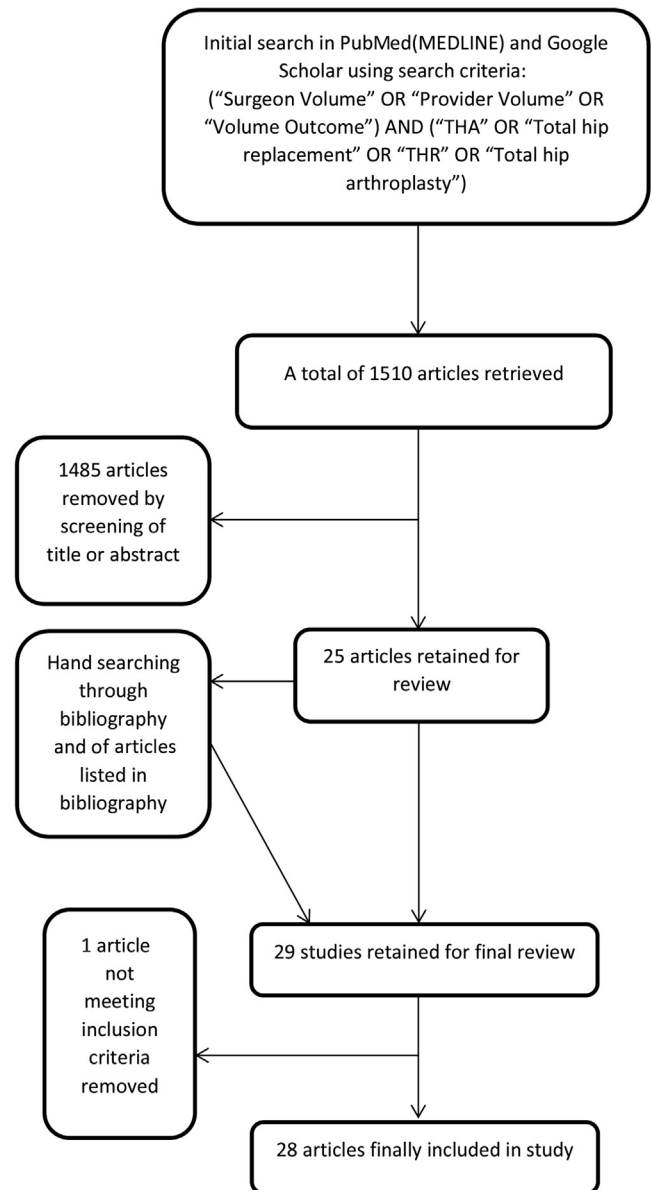 Initial search in PubMed(MEDLINE) and Google
Scholar using search criteria:
(“Surgeon Volume” OR “Provider Volume” OR
“Volume Outcome”) AND (“THA” OR “Total hip
replacement” OR “THR” OR “Total hip
arthroplasty”)
A total of 1510 articles retrieved
1485 articles
removed by
screening of
title or abstract
25 articles retained for
review
Hand searching
through
bibliography
and of articles
listed in
bibliography
29 studies retained for final review
1 article
not
meeting
inclusion
criteria
removed
28 articles finally included in study